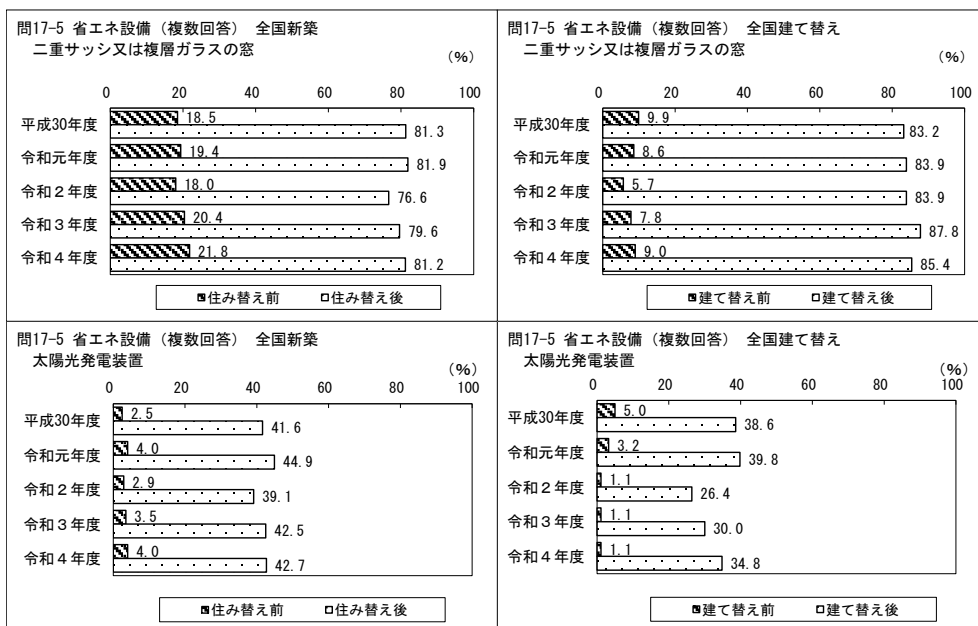 問17-5 省エネ設備（複数回答） 全国新築
二重サッシ又は複層ガラスの窓
(%)
0 20 40 60 80 100
平成30年度 18.5 81.3
令和元年度 19.4 81.9
令和２年度 18.0 76.6
令和３年度 20.4 79.6
令和４年度 21.8 81.2
住み替え前 住み替え後
問17-5 省エネ設備（複数回答） 全国建て替え
二重サッシ又は複層ガラスの窓
(%)
0 20 40 60 80 100
平成30年度 9.9 83.2
令和元年度 8.6 83.9
令和２年度 5.7 83.9
令和３年度 7.8 87.8
令和４年度 9.0 85.4
建て替え前 建て替え後
問17-5 省エネ設備（複数回答） 全国新築
太陽光発電装置
(%)
0 20 40 60 80 100
平成30年度 2.5 41.6
令和元年度 4.0 44.9
令和２年度 2.9 39.1
令和３年度 3.5 42.5
令和４年度 4.0 42.7
住み替え前 住み替え後
問17-5 省エネ設備（複数回答） 全国建て替え
太陽光発電装置
(%)
0 20 40 60 80 100
平成30年度 5.0 38.6
令和元年度 3.2 39.8
令和２年度 1.1 26.4
令和３年度 1.1 30.0
令和４年度 1.1 34.8
建て替え前 建て替え後